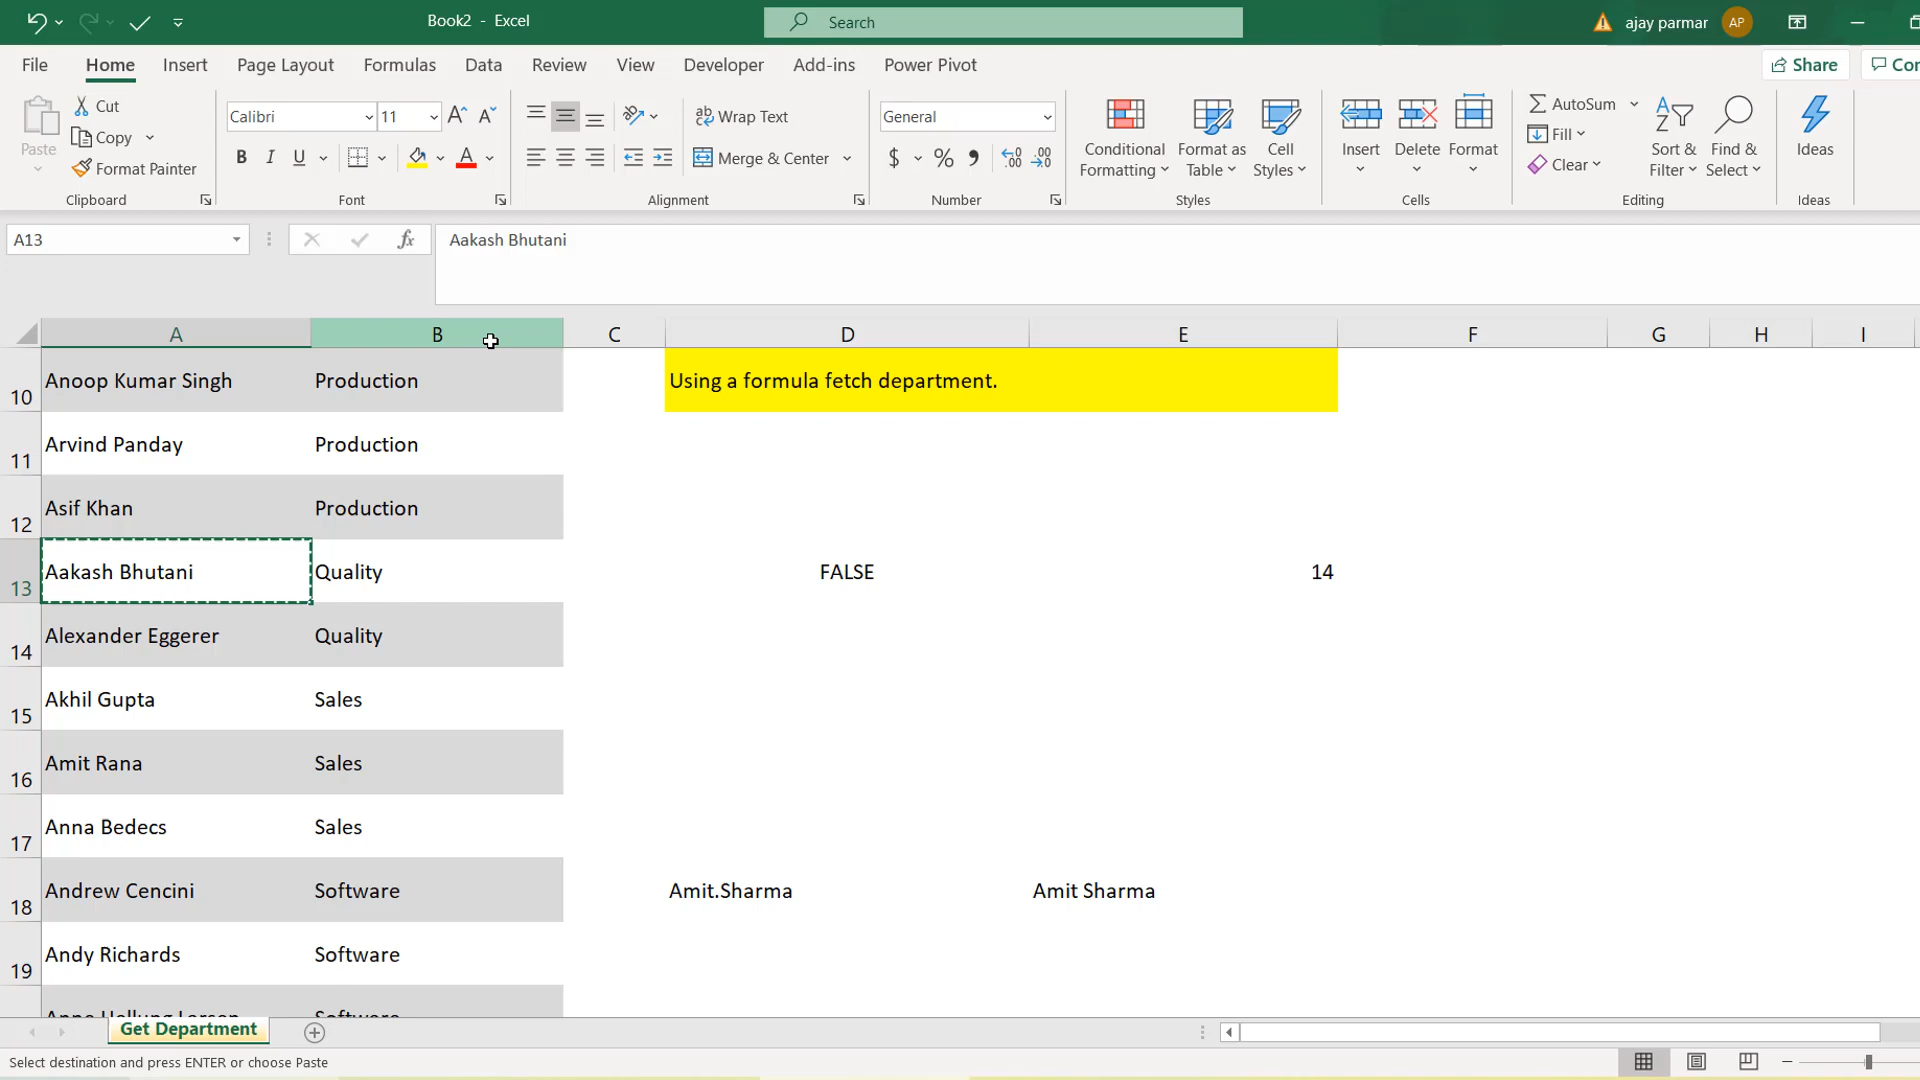 Book2 - Excel
Search
ajay parmar
AP
File
Home
Insert
Page Layout
Formulas
Data
Review
View
Developer
Add-ins
Power Pivot
Share
Paste
Cut
Copy
Format Painter
Clipboard
Calibri
11
B I U
Font
Wrap Text
Merge & Center
Alignment
General
$ %
Number
Conditional Formatting
Format as Table
Cell Styles
Styles
Insert
Delete
Format
Cells
AutoSum
Fill
Clear
Sort & Filter
Find & Select
Editing
Ideas
Ideas
A13
fx
Aakash Bhutani
A B C D E F G H I
10 Anoop Kumar Singh Production Using a formula fetch department.
11 Arvind Panday Production
12 Asif Khan Production
13 Aakash Bhutani Quality FALSE 14
14 Alexander Eggerer Quality
15 Akhil Gupta Sales
16 Amit Rana Sales
17 Anna Bedecs Sales
18 Andrew Cencini Software Amit.Sharma Amit Sharma
19 Andy Richards Software
Get Department
Select destination and press ENTER or choose Paste